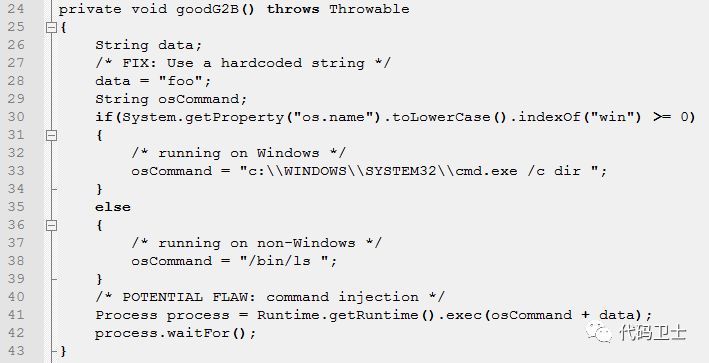 24 private void goodG2B() throws Throwable
25 {
26 String data;
27 /* FIX: Use a hardcoded string */
28 data = "foo";
29 String osCommand;
30 if(System.getProperty("os.name").toLowerCase().indexOf("win") >= 0)
31 {
32 /* running on Windows */
33 osCommand = "c:\\WINDOWS\\SYSTEM32\\cmd.exe /c dir ";
34 }
35 else
36 {
37 /* running on non-Windows */
38 osCommand = "/bin/ls ";
39 }
40 /* POTENTIAL FLAW: command injection */
41 Process process = Runtime.getRuntime().exec(osCommand + data);
42 process.waitFor();
43 }
代码卫士